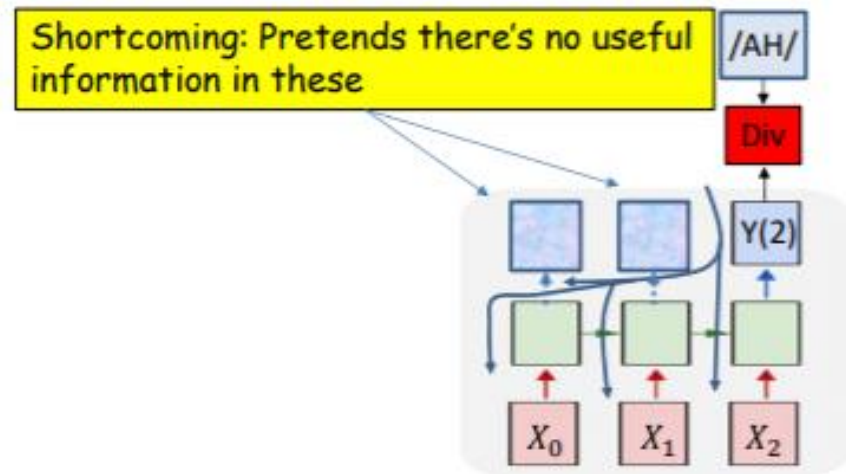 Shortcoming: Pretends there's no useful
information in these
/AH/
Div
Y(2)
X₀ X₁ X₂